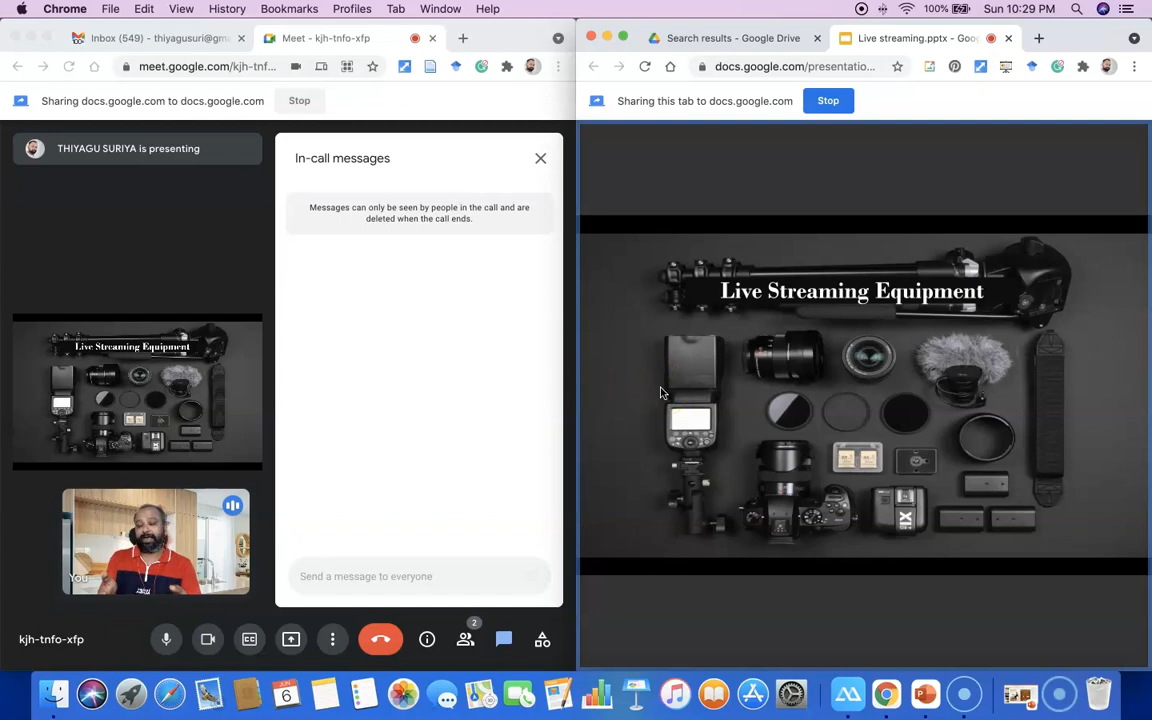 Chrome File Edit View History Bookmarks Profiles Tab Window Help 100% Sun 10:29 PM
Inbox (549) - thiyagusuri@gm
Meet - kjh-tnfo-xfp
Search results - Google Drive
Live streaming.pptx - Goo
meet.google.com/kjh-tnf...
docs.google.com/presentatio...
Sharing docs.google.com to docs.google.com Stop
Sharing this tab to docs.google.com Stop
THIYAGU SURIYA is presenting
In-call messages
Messages can only be seen by people in the call and are
deleted when the call ends.
Live Streaming Equipment
Live Streaming Equipment
You
Send a message to everyone
kjh-tnfo-xfp
2
JUN
6